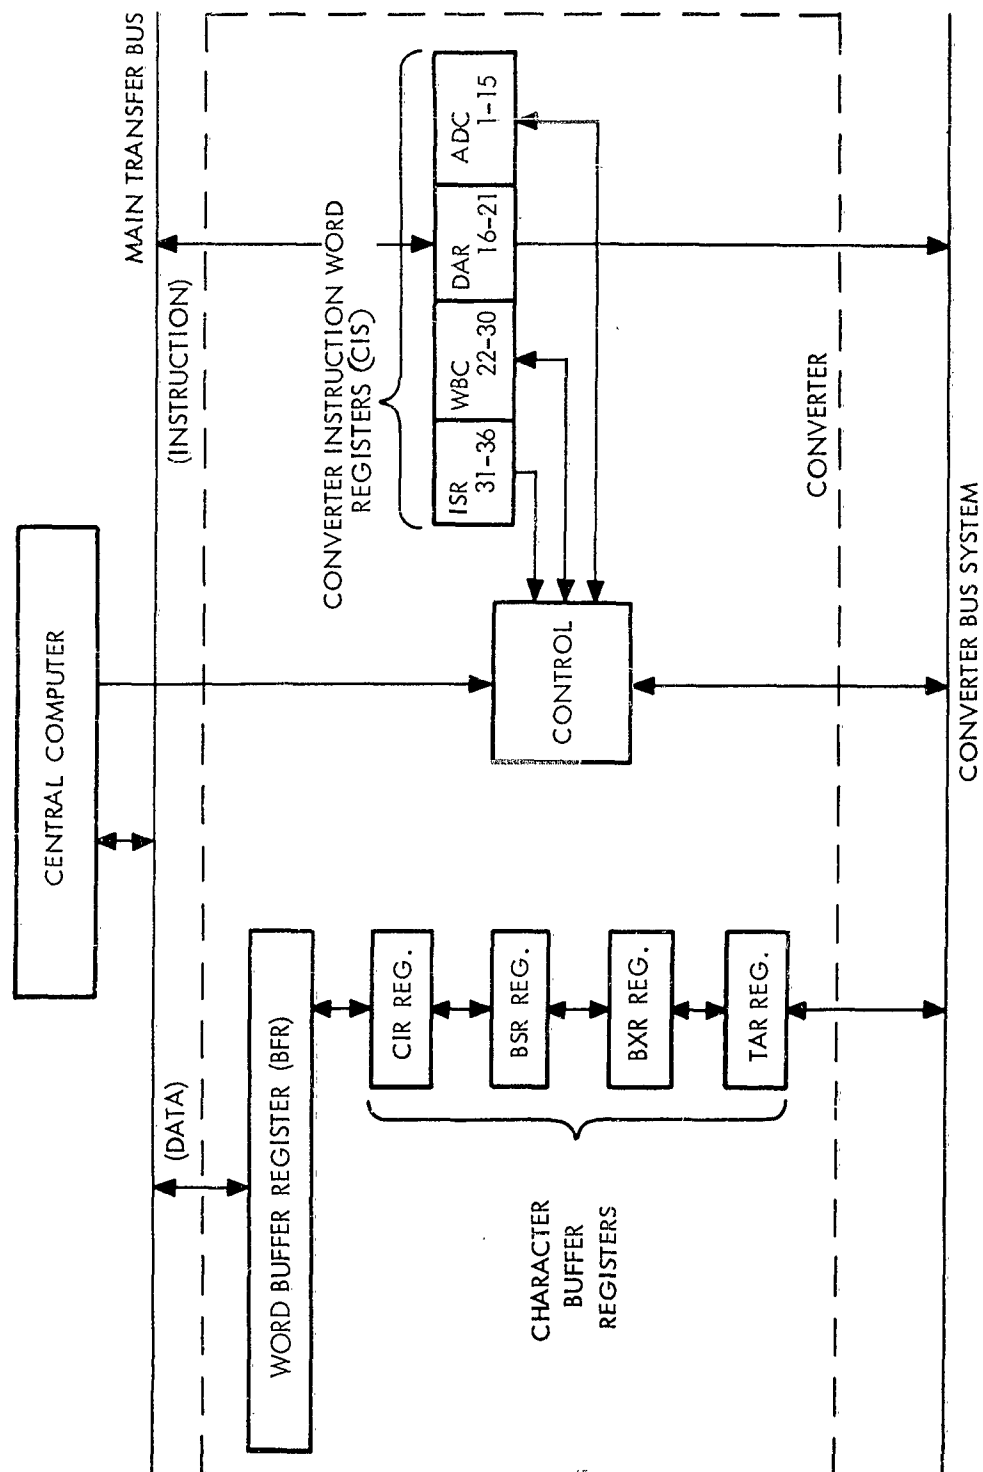 CENTRAL COMPUTER
MAIN TRANSFER BUS
(DATA)
(INSTRUCTION)
WORD BUFFER REGISTER (BFR)
CONVERTER INSTRUCTION WORD
REGISTERS (CIS)
CIR REG.
BSR REG.
BXR REG.
TAR REG.
CHARACTER
BUFFER
REGISTERS
CONTROL
ISR
31-36
WBC
22-30
DAR
16-21
ADC
1-15
CONVERTER
CONVERTER BUS SYSTEM